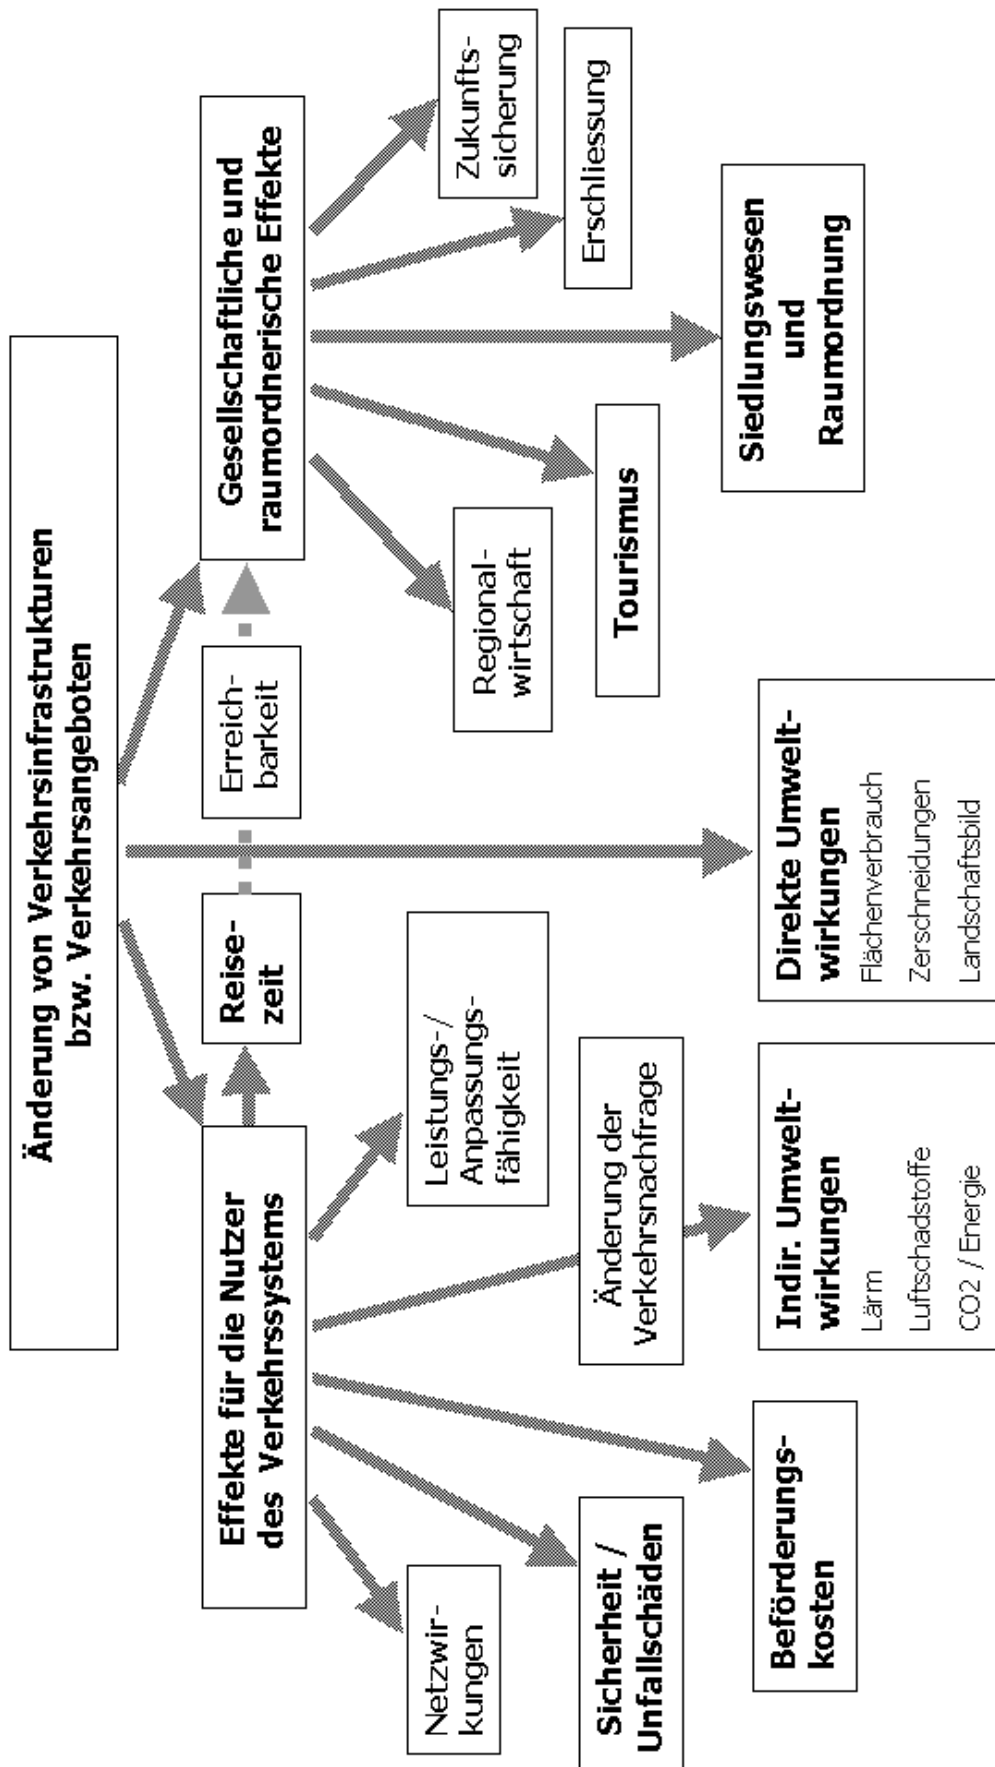 Änderung von Verkehrsinfrastrukturen
bzw. Verkehrsangeboten
Effekte für die Nutzer
des Verkehrssystems
Reise-
zeit
Erreich-
barkeit
Gesellschaftliche und
raumordnerische Effekte
Netzwir-
kungen
Sicherheit /
Unfallschäden
Beförderungs-
kosten
Leistungs-/
Anpassungs-
fähigkeit
Änderung der
Verkehrsnachfrage
Indir. Umwelt-
wirkungen
Lärm
Luftschadstoffe
CO2 / Energie
Direkte Umwelt-
wirkungen
Flächenverbrauch
Zerschneidungen
Landschaftsbild
Regional-
wirtschaft
Tourismus
Siedlungswesen
und
Raumordnung
Erschliessung
Zukunfts-
sicherung